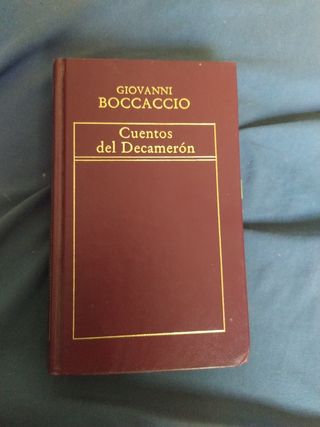 GIOVANNI
BOCCACCIO
Cuentos
del Decamerón